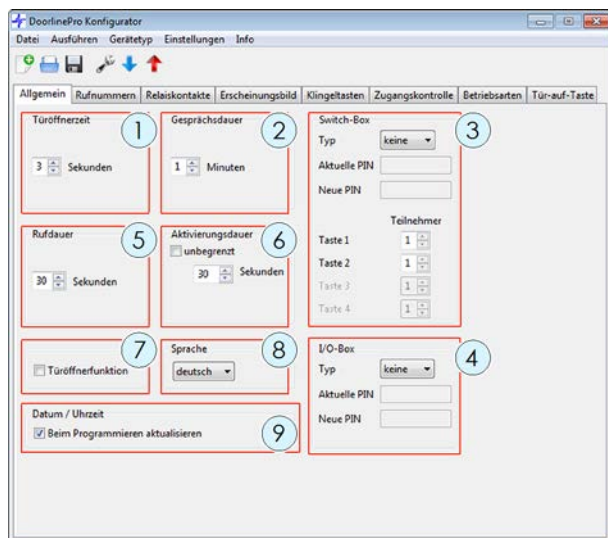 DoorlinePro Konfigurator
Datei Ausführen Gerätetyp Einstellungen Info
Allgemein Rufnummern Relaiskontakte Erscheinungsbild Klingeltasten Zugangskontrolle Betriebsarten Tür-auf-Taste
Türöffnerzeit
1
3 Sekunden
Gesprächsdauer
2
1 Minuten
Switch-Box
3
Typ keine
Aktuelle PIN
Neue PIN
Teilnehmer
Taste 1 1
Taste 2 1
Taste 3 1
Taste 4 1
Rufdauer
5
30 Sekunden
Aktivierungsdauer
6
unbegrenzt
30 Sekunden
7
Türöffnerfunktion
Sprache
8
deutsch
I/O-Box
4
Typ keine
Aktuelle PIN
Neue PIN
Datum / Uhrzeit
Beim Programmieren aktualisieren
9